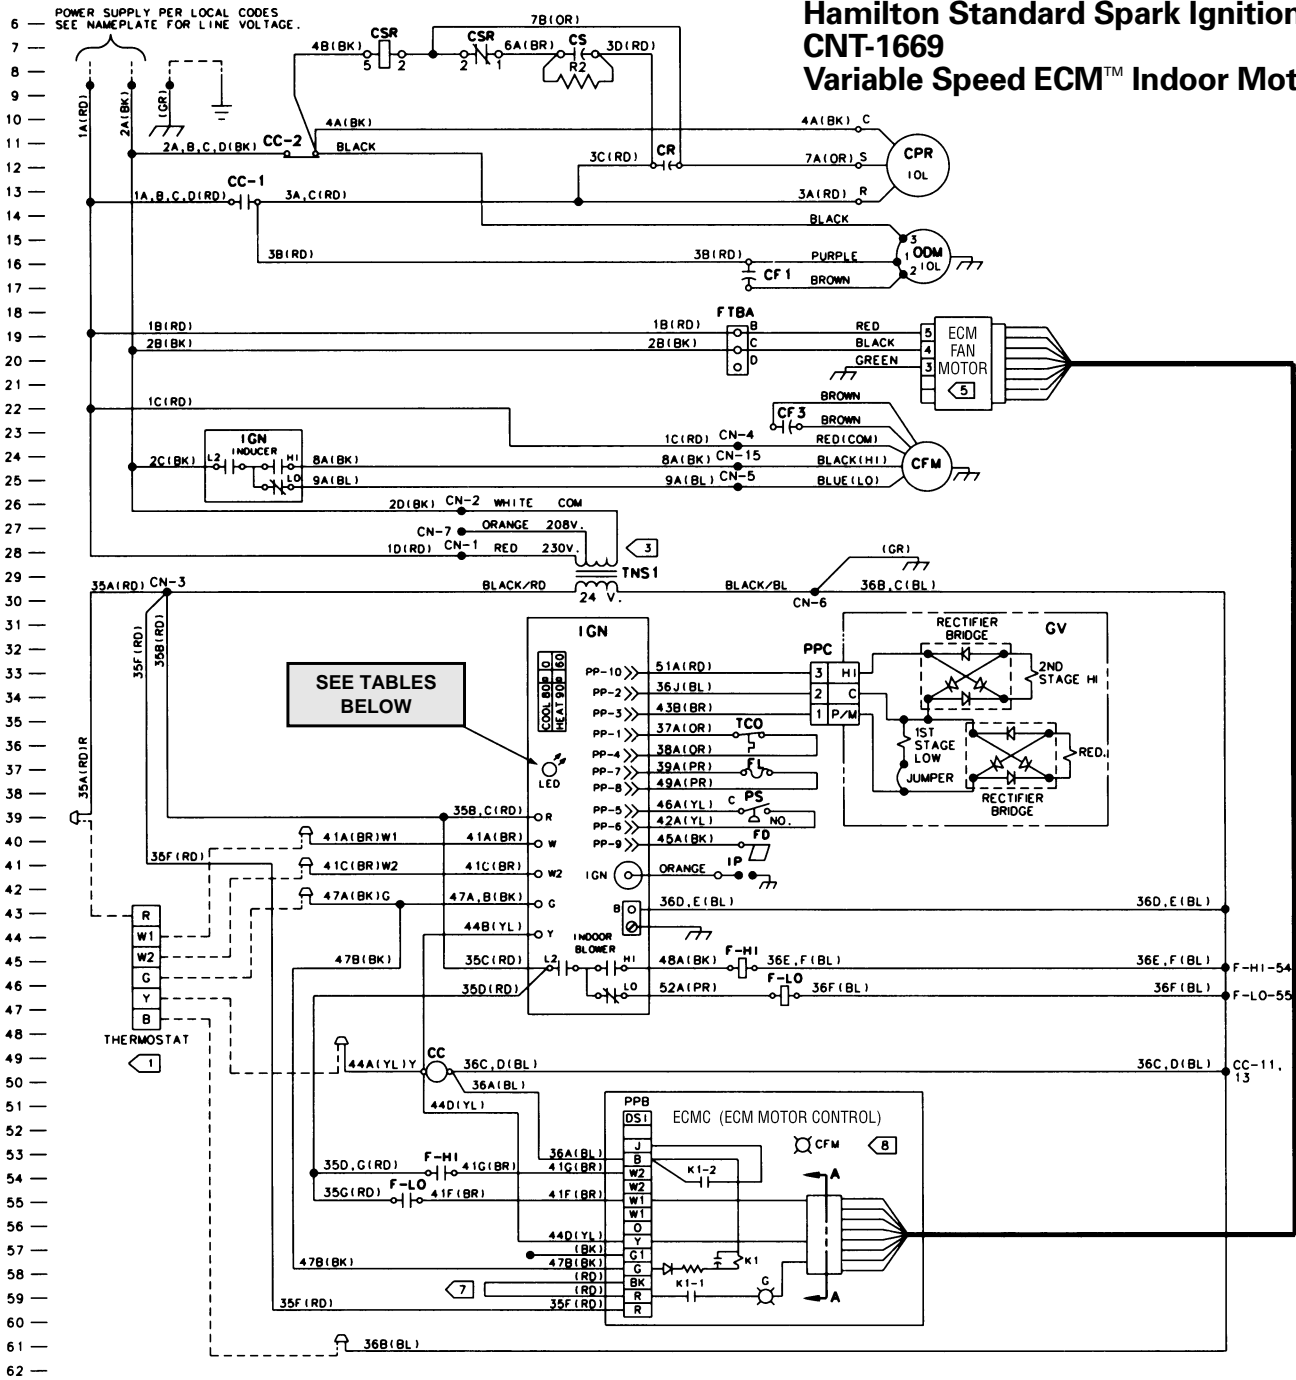 Hamilton Standard Spark Ignition
CNT-1669
Variable Speed ECM™ Indoor Mot
POWER SUPPLY PER LOCAL CODES
SEE NAMEPLATE FOR LINE VOLTAGE.
6 —
7 —
8 —
9 —
10 —
11 —
12 —
13 —
14 —
15 —
16 —
17 —
18 —
19 —
20 —
21 —
22 —
23 —
24 —
25 —
26 —
27 —
28 —
29 —
30 —
31 —
32 —
33 —
34 —
35 —
36 —
37 —
38 —
39 —
40 —
41 —
42 —
43 —
44 —
45 —
46 —
47 —
48 —
49 —
50 —
51 —
52 —
53 —
54 —
55 —
56 —
57 —
58 —
59 —
60 —
61 —
62 —
7B(OR)
4B(BK) CSR CSR 6A(BR) CS 3D(RD)
5 2 2 1 R2
1A(RD) 2A(BK) (GR)
4A(BK) 4A(BK) C
2A,B,C,D(BK) CC-2 BLACK
3C(RD) CR 7A(OR) S CPR IOL
1A,B,C,D(RD) CC-1 3A,C(RD) 3A(RD) R
BLACK 3
3B(RD) 3B(RD) PURPLE 1 ODM IOL
CF1 BROWN 2
FTBA
1B(RD) 1B(RD) B RED 5 ECM
2B(BK) 2B(BK) C BLACK 4 FAN
D GREEN 3 MOTOR
5
1C(RD) BROWN
CF3 BROWN
IGN
INDUCER
1C(RD) CN-4 RED(COM)
2C(BK) L2 HI 8A(BK) 8A(BK) CN-15 BLACK(HI) CFM
LO 9A(BL) 9A(BL) CN-5 BLUE(LO)
2D(BK) CN-2 WHITE COM
CN-7 ORANGE 208V.
1D(RD) CN-1 RED 230V. 3
TNS1
24 V.
(GR)
35A(RD) CN-3 BLACK/RD BLACK/BL CN-6 36B,C(BL)
35F(RD) 35B(RD)
IGN
COOL 80 0
HEAT 90 60
LED
SEE TABLES
BELOW
PPC GV
RECTIFIER
BRIDGE
2ND
STAGE HI
PP-10 51A(RD) 3 HI
PP-2 36J(BL) 2 C
PP-3 43B(BR) 1 P/M
1ST
STAGE
LOW
JUMPER
RED.
RECTIFIER
BRIDGE
PP-1 37A(OR) TCO
PP-4 38A(OR)
PP-7 39A(PR) FL
PP-8 49A(PR)
PP-5 46A(YL) C PS
PP-6 42A(YL) NO.
PP-9 45A(BK) FD
IGN ORANGE IP
35A(RD)R
35B,C(RD) R
41A(BR)W1 41A(BR) W
35F(RD)
41C(BR)W2 41C(BR) W2
47A(BK)G 47A,B(BK) G
44B(YL) Y
B 36D,E(BL) 36D,E(BL)
INDOOR
BLOWER
47B(BK) 35C(RD) L2 HI 48A(BK) F-HI 36E,F(BL) 36E,F(BL) F-HI-54
35D(RD) LO 52A(PR) F-LO 36F(BL) 36F(BL) F-LO-55
R
W1
W2
G
Y
B
THERMOSTAT
1
44A(YL)Y CC 36C,D(BL) 36C,D(BL) CC-11,
13
36A(BL)
44D(YL)
PPB
DSI
ECMC (ECM MOTOR CONTROL)
CFM 8
J
36A(BL) B
35D,G(RD) F-HI 41G(BR) 41G(BR) W2 K1-2 A
W2
35G(RD) F-LO 41F(BR) 41F(BR) W1
W1
O
44D(YL) Y
(BK) G1
47B(BK) 47B(BK) G K1
(RD) BK K1-1 G
7 (RD) R A
35F(RD) 35F(RD) R
36B(BL)